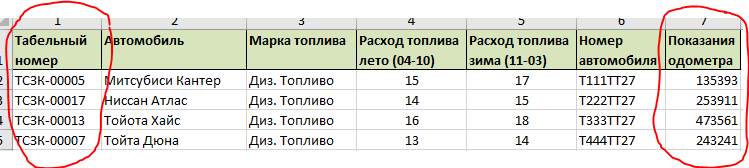 1 2 3 4 5 6 7
Табельный номер Автомобиль Марка топлива Расход топлива лето (04-10) Расход топлива зима (11-03) Номер автомобиля Показания одометра
ТСЗК-00005 Митсубиси Кантер Диз. Топливо 15 17 Т111ТТ27 135393
ТСЗК-00017 Ниссан Атлас Диз. Топливо 14 15 Т222ТТ27 253911
ТСЗК-00013 Тойота Хайс Диз. Топливо 16 18 Т333ТТ27 473561
ТСЗК-00007 Тойта Дюна Диз. Топливо 13 14 Т444ТТ27 243241